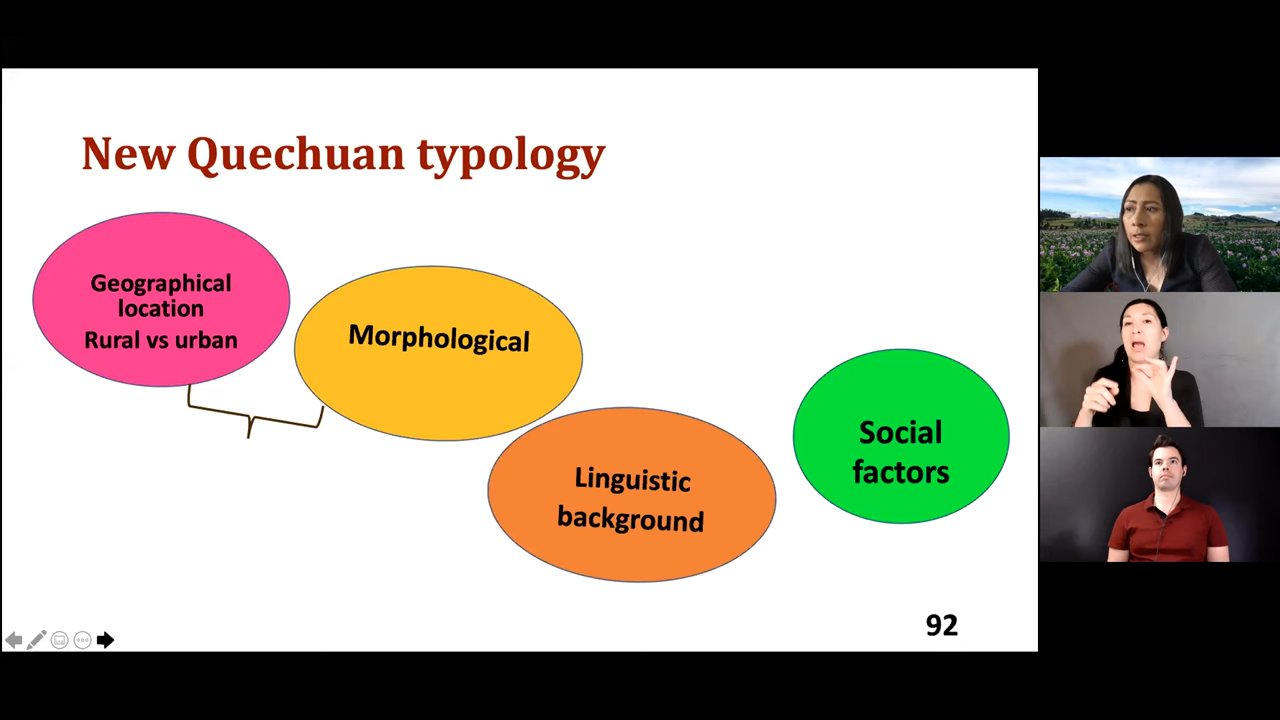 New Quechuan typology
Geographical
location
Rural vs urban
Morphological
Linguistic
background
Social
factors
92